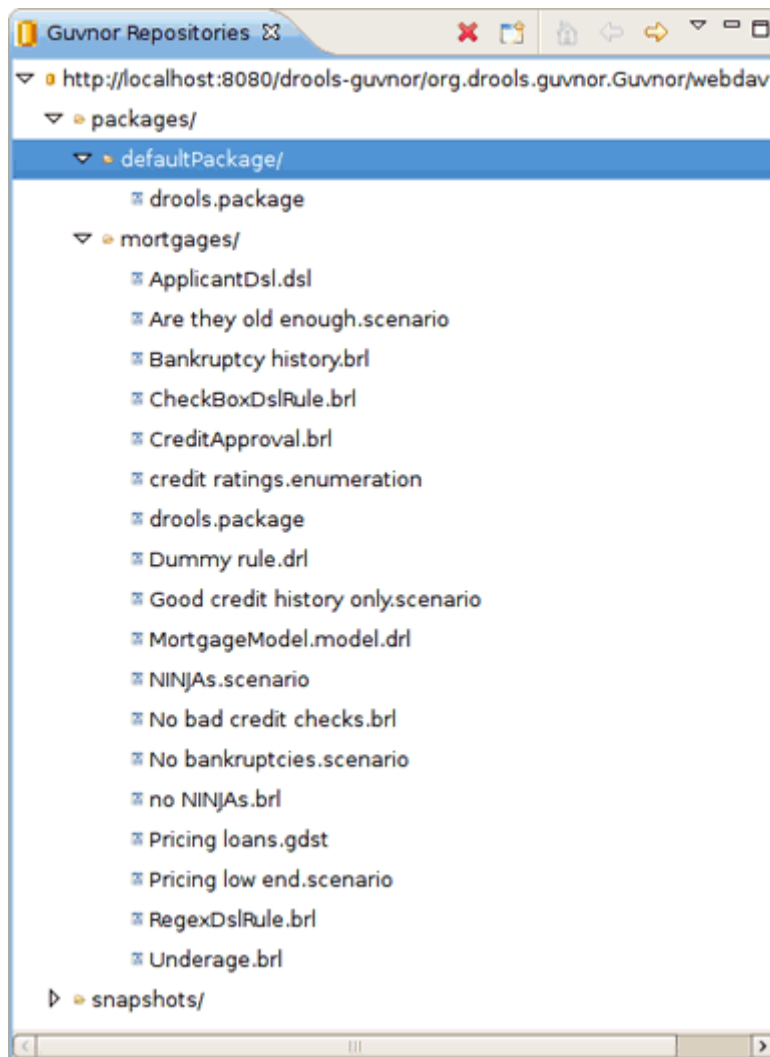 Guvnor Repositories
http://localhost:8080/drools-guvnor/org.drools.guvnor.Guvnor/webdav
packages/
defaultPackage/
drools.package
mortgages/
ApplicantDsl.dsl
Are they old enough.scenario
Bankruptcy history.brl
CheckBoxDslRule.brl
CreditApproval.brl
credit ratings.enumeration
drools.package
Dummy rule.drl
Good credit history only.scenario
MortgageModel.model.drl
NINJAs.scenario
No bad credit checks.brl
No bankruptcies.scenario
no NINJAs.brl
Pricing loans.gdst
Pricing low end.scenario
RegexDslRule.brl
Underage.brl
snapshots/